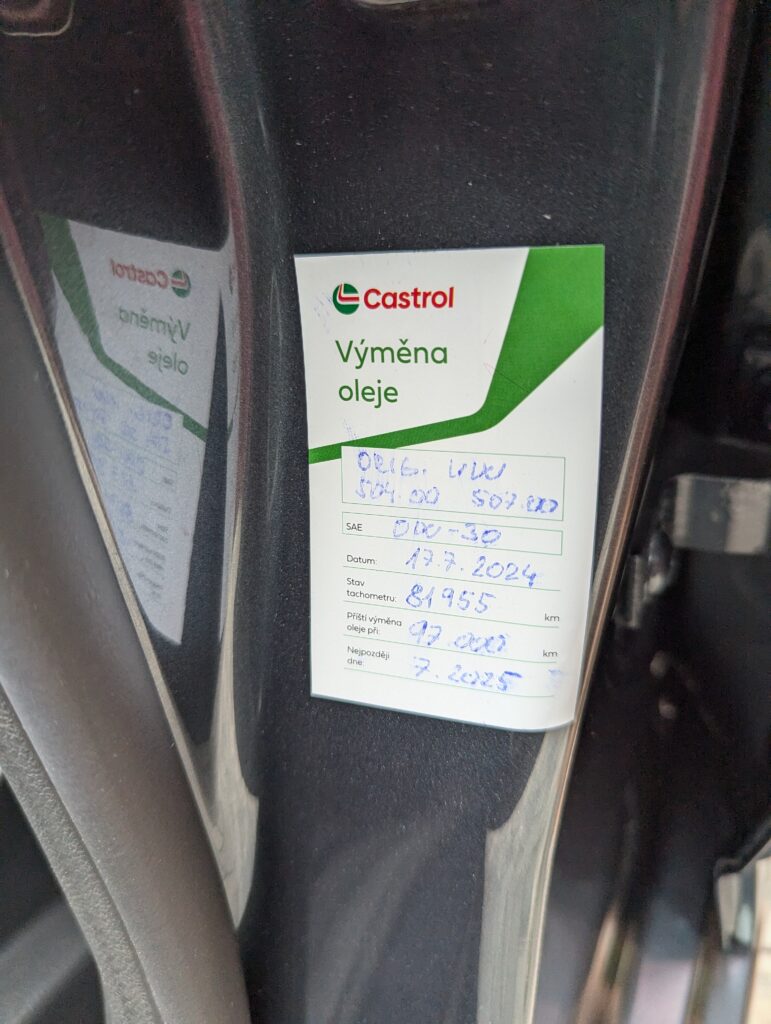 Castrol
Výměna
oleje
ORIG. VW
504.00 507.00
SAE 0W-30
Datum: 17.7.2024
Stav
tachometru: 81955 km
Příští výměna
oleje při: 97.000 km
Nejpozději
dne: 7.2025